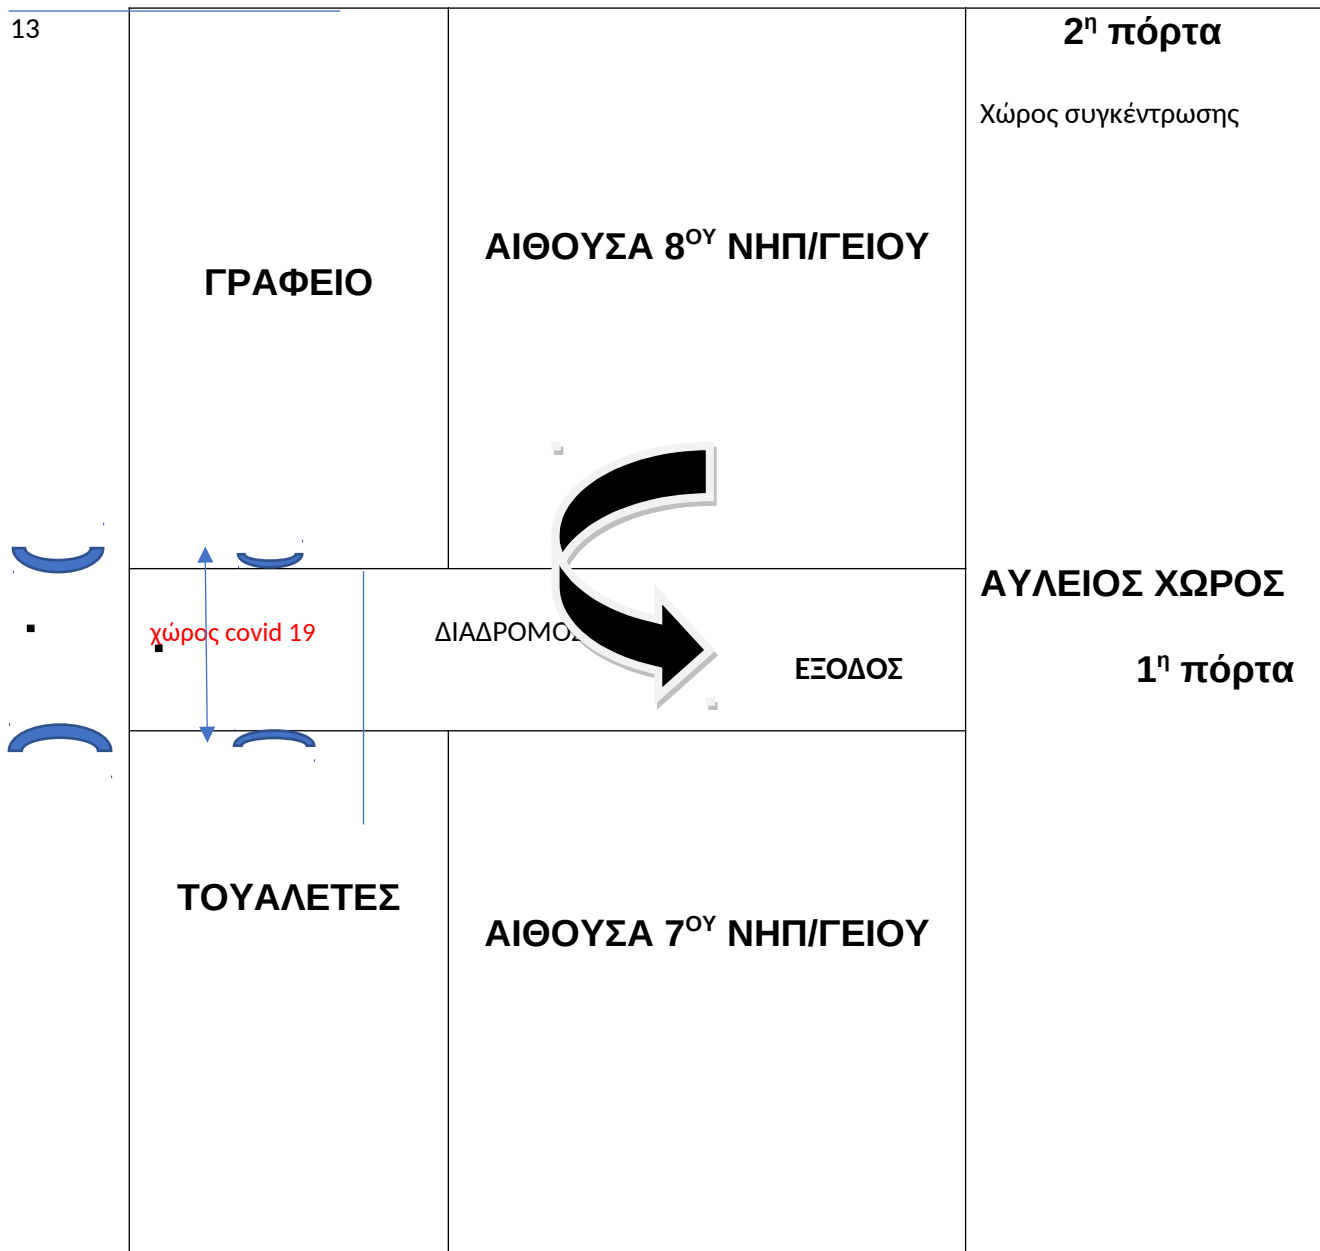 13
2η πόρτα
Χώρος συγκέντρωσης
ΑΙΘΟΥΣΑ 8ΟΥ ΝΗΠ/ΓΕΙΟΥ
ΓΡΑΦΕΙΟ
ΑΥΛΕΙΟΣ ΧΩΡΟΣ
χώρος covid 19
ΔΙΑΔΡΟΜΟΣ
ΕΞΟΔΟΣ
1η πόρτα
ΤΟΥΑΛΕΤΕΣ
ΑΙΘΟΥΣΑ 7ΟΥ ΝΗΠ/ΓΕΙΟΥ